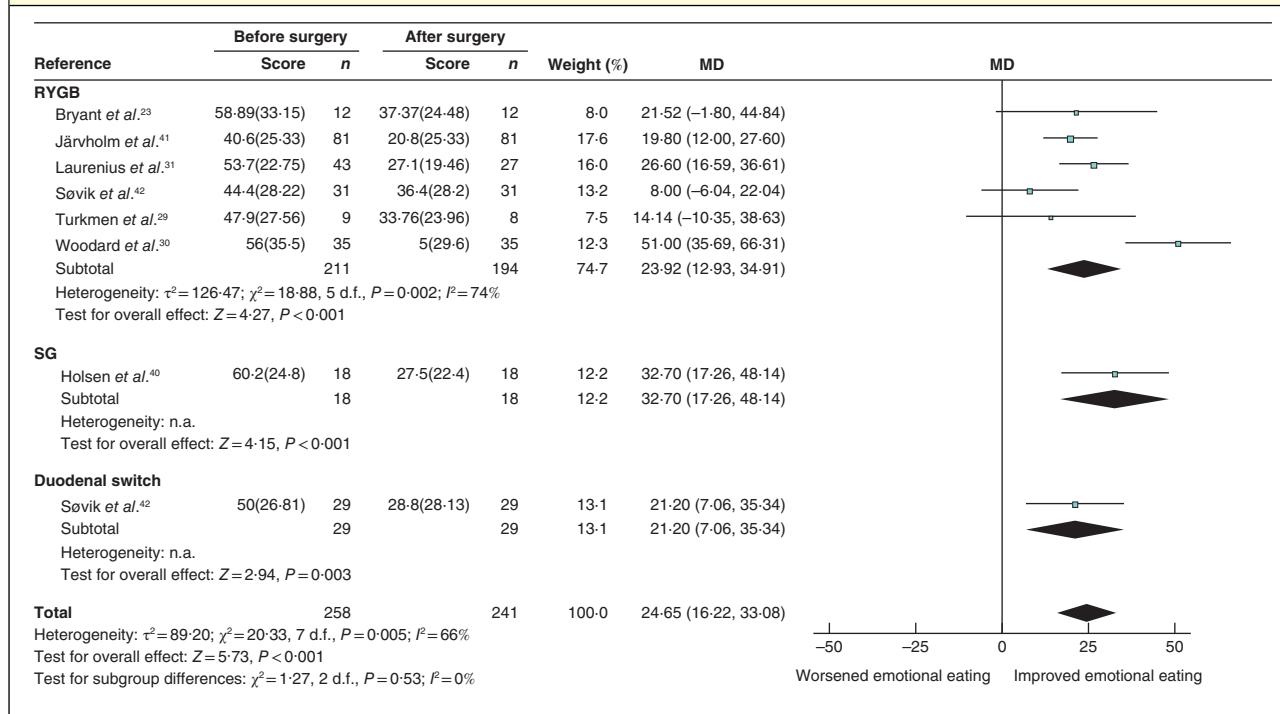 Before surgery After surgery
Reference Score n Score n Weight (%) MD MD
RYGB
Bryant et al.²³ 58·89(33·15) 12 37·37(24·48) 12 8·0 21·52 (–1·80, 44·84)
Järvholm et al.⁴¹ 40·6(25·33) 81 20·8(25·33) 81 17·6 19·80 (12·00, 27·60)
Laurenius et al.³¹ 53·7(22·75) 43 27·1(19·46) 27 16·0 26·60 (16·59, 36·61)
Søvik et al.⁴² 44·4(28·22) 31 36·4(28·2) 31 13·2 8·00 (–6·04, 22·04)
Turkmen et al.²⁹ 47·9(27·56) 9 33·76(23·96) 8 7·5 14·14 (–10·35, 38·63)
Woodard et al.³⁰ 56(35·5) 35 5(29·6) 35 12·3 51·00 (35·69, 66·31)
Subtotal 211 194 74·7 23·92 (12·93, 34·91)
Heterogeneity: τ² = 126·47; χ² = 18·88, 5 d.f., P = 0·002; I² = 74%
Test for overall effect: Z = 4·27, P < 0·001
SG
Holsen et al.⁴⁰ 60·2(24·8) 18 27·5(22·4) 18 12·2 32·70 (17·26, 48·14)
Subtotal 18 18 12·2 32·70 (17·26, 48·14)
Heterogeneity: n.a.
Test for overall effect: Z = 4·15, P < 0·001
Duodenal switch
Søvik et al.⁴² 50(26·81) 29 28·8(28·13) 29 13·1 21·20 (7·06, 35·34)
Subtotal 29 29 13·1 21·20 (7·06, 35·34)
Heterogeneity: n.a.
Test for overall effect: Z = 2·94, P = 0·003
Total 258 241 100·0 24·65 (16·22, 33·08)
Heterogeneity: τ² = 89·20; χ² = 20·33, 7 d.f., P = 0·005; I² = 66%
–50 –25 0 25 50
Test for overall effect: Z = 5·73, P < 0·001
Test for subgroup differences: χ² = 1·27, 2 d.f., P = 0·53; I² = 0%
Worsened emotional eating Improved emotional eating